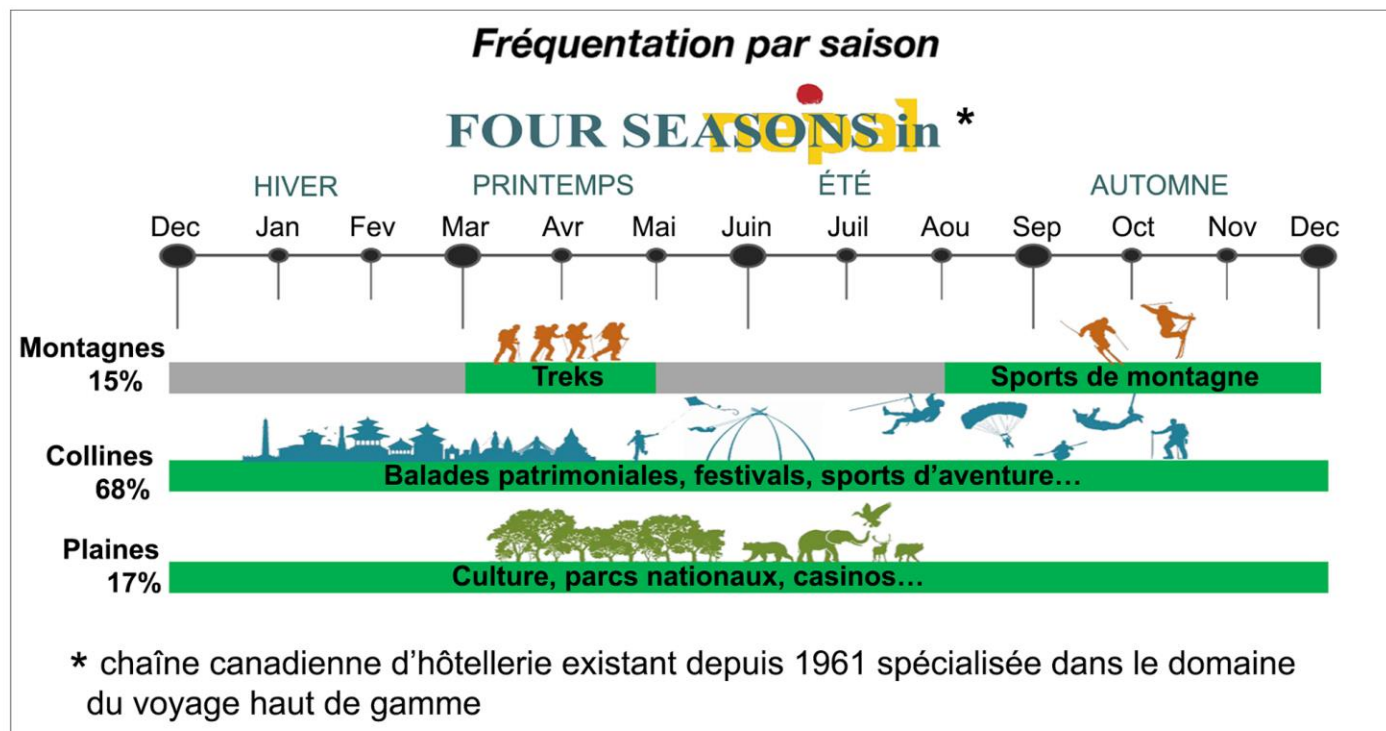 Fréquentation par saison
FOUR SEASONS in *
nepal
HIVER PRINTEMPS ÉTÉ AUTOMNE
Dec Jan Fev Mar Avr Mai Juin Juil Aou Sep Oct Nov Dec
Montagnes
15%
Treks
Sports de montagne
Collines
68%
Balades patrimoniales, festivals, sports d’aventure…
Plaines
17%
Culture, parcs nationaux, casinos…
* chaîne canadienne d’hôtellerie existant depuis 1961 spécialisée dans le domaine
du voyage haut de gamme